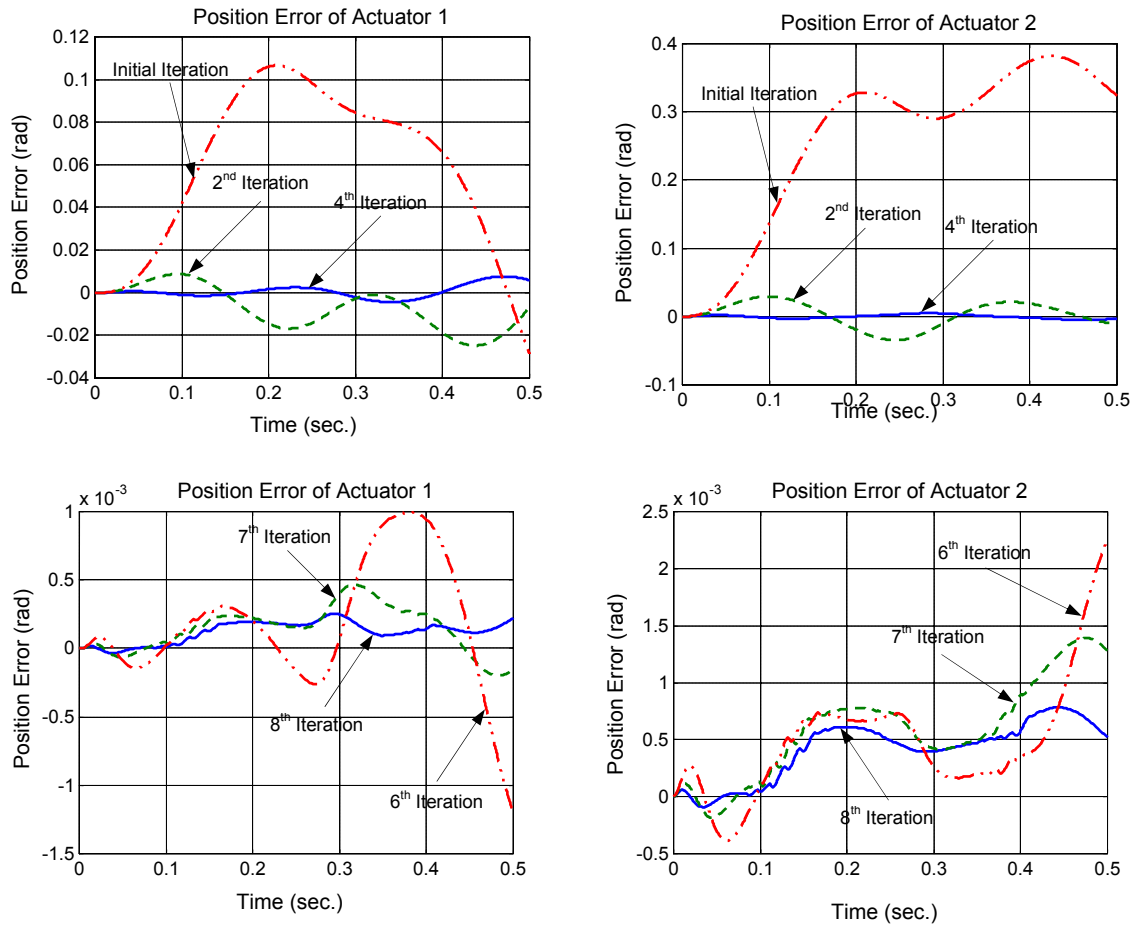 Position Error of Actuator 1
0.12
0.1
0.08
0.06
0.04
0.02
0
-0.02
-0.04
Position Error (rad)
Initial Iteration
2nd Iteration
4th Iteration
0 0.1 0.2 0.3 0.4 0.5
Time (sec.)
Position Error of Actuator 2
0.4
0.3
0.2
0.1
0
-0.1
Position Error (rad)
Initial Iteration
2nd Iteration
4th Iteration
0 0.1 0.2 0.3 0.4 0.5
Time (sec.)
x 10-3
Position Error of Actuator 1
1
0.5
0
-0.5
-1
-1.5
Position Error (rad)
7th Iteration
8th Iteration
6th Iteration
0 0.1 0.2 0.3 0.4 0.5
Time (sec.)
x 10-3
Position Error of Actuator 2
2.5
2
1.5
1
0.5
0
-0.5
Position Error (rad)
6th Iteration
7th Iteration
8th Iteration
0 0.1 0.2 0.3 0.4 0.5
Time (sec.)